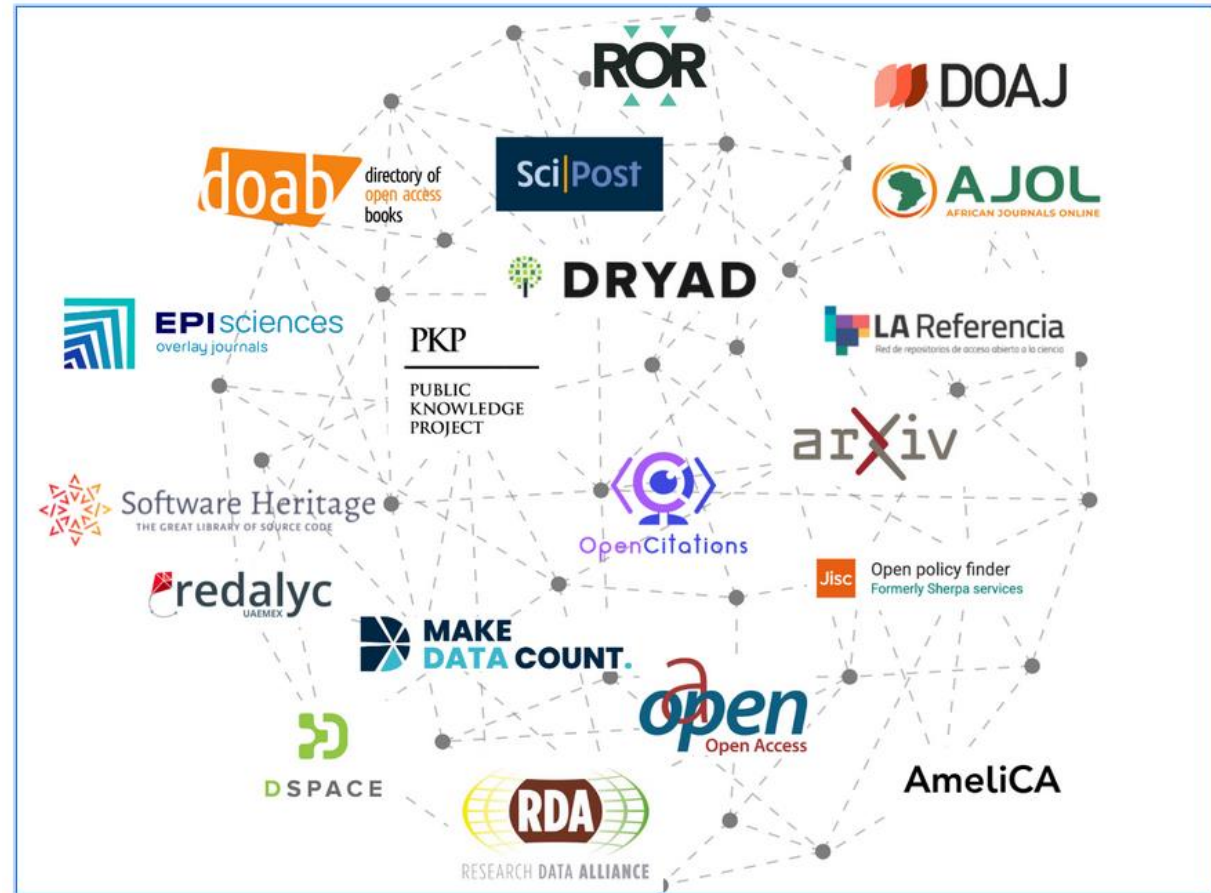 ROR
DOAJ
doab
directory of
open access
books
Sci|Post
AJOL
AFRICAN JOURNALS ONLINE
DRYAD
EPIsciences
overlay journals
PKP
PUBLIC
KNOWLEDGE
PROJECT
LA Referencia
Red de repositorios de acceso abierto a la ciencia
arXiv
Software Heritage
THE GREAT LIBRARY OF SOURCE CODE
OpenCitations
Jisc
Open policy finder
Formerly Sherpa services
redalyc
UAEMEX
MAKE
DATA COUNT.
open
Open Access
DSPACE
AmeliCA
RDA
RESEARCH DATA ALLIANCE